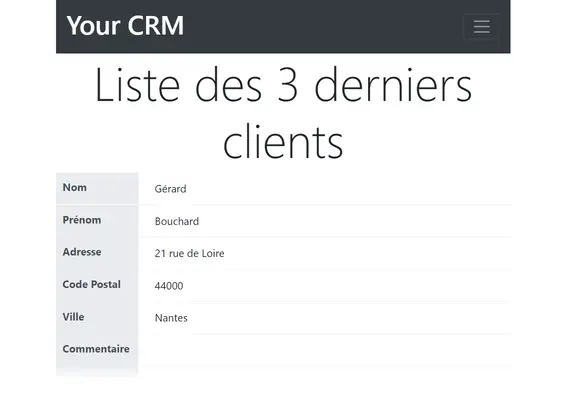 Your CRM
Liste des 3 derniers
clients
Nom Gérard
Prénom Bouchard
Adresse 21 rue de Loire
Code Postal 44000
Ville Nantes
Commentaire